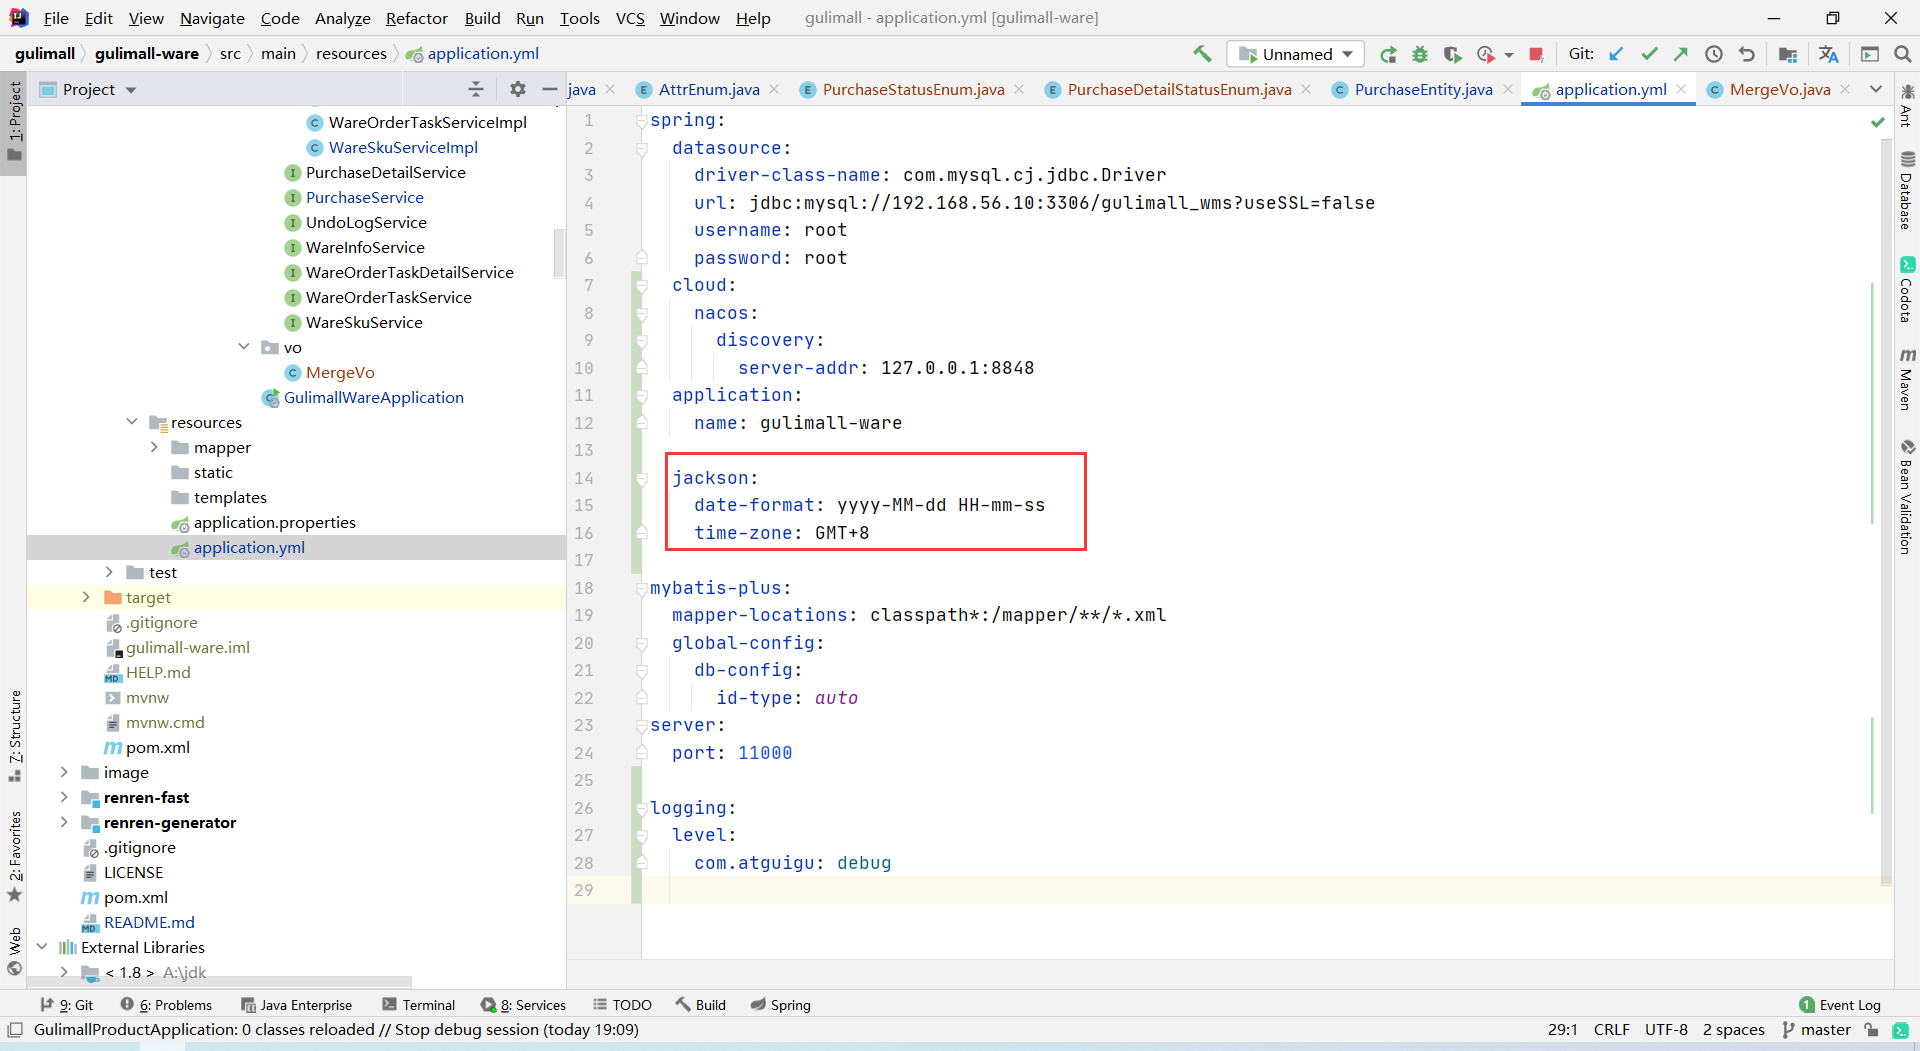 File Edit View Navigate Code Analyze Refactor Build Run Tools VCS Window Help gulimall - application.yml [gulimall-ware]
gulimall gulimall-ware src main resources application.yml Unnamed Git:
Project
java AttrEnum.java PurchaseStatusEnum.java PurchaseDetailStatusEnum.java PurchaseEntity.java application.yml MergeVo.java
1: Project
7: Structure
2: Favorites
Web
WareOrderTaskServiceImpl
WareSkuServiceImpl
PurchaseDetailService
PurchaseService
UndoLogService
WareInfoService
WareOrderTaskDetailService
WareOrderTaskService
WareSkuService
vo
MergeVo
GulimallWareApplication
resources
mapper
static
templates
application.properties
application.yml
test
target
.gitignore
gulimall-ware.iml
HELP.md
mvnw
mvnw.cmd
pom.xml
image
renren-fast
renren-generator
.gitignore
LICENSE
pom.xml
README.md
External Libraries
< 1.8 > A:\jdk
1 spring:
2 datasource:
3 driver-class-name: com.mysql.cj.jdbc.Driver
4 url: jdbc:mysql://192.168.56.10:3306/gulimall_wms?useSSL=false
5 username: root
6 password: root
7 cloud:
8 nacos:
9 discovery:
10 server-addr: 127.0.0.1:8848
11 application:
12 name: gulimall-ware
13
14 jackson:
15 date-format: yyyy-MM-dd HH-mm-ss
16 time-zone: GMT+8
17
18 mybatis-plus:
19 mapper-locations: classpath*:/mapper/**/*.xml
20 global-config:
21 db-config:
22 id-type: auto
23 server:
24 port: 11000
25
26 logging:
27 level:
28 com.atguigu: debug
29
Ant
Database
Codota
Maven
Bean Validation
9: Git 6: Problems Java Enterprise Terminal 8: Services TODO Build Spring 1 Event Log
GulimallProductApplication: 0 classes reloaded // Stop debug session (today 19:09) 29:1 CRLF UTF-8 2 spaces master